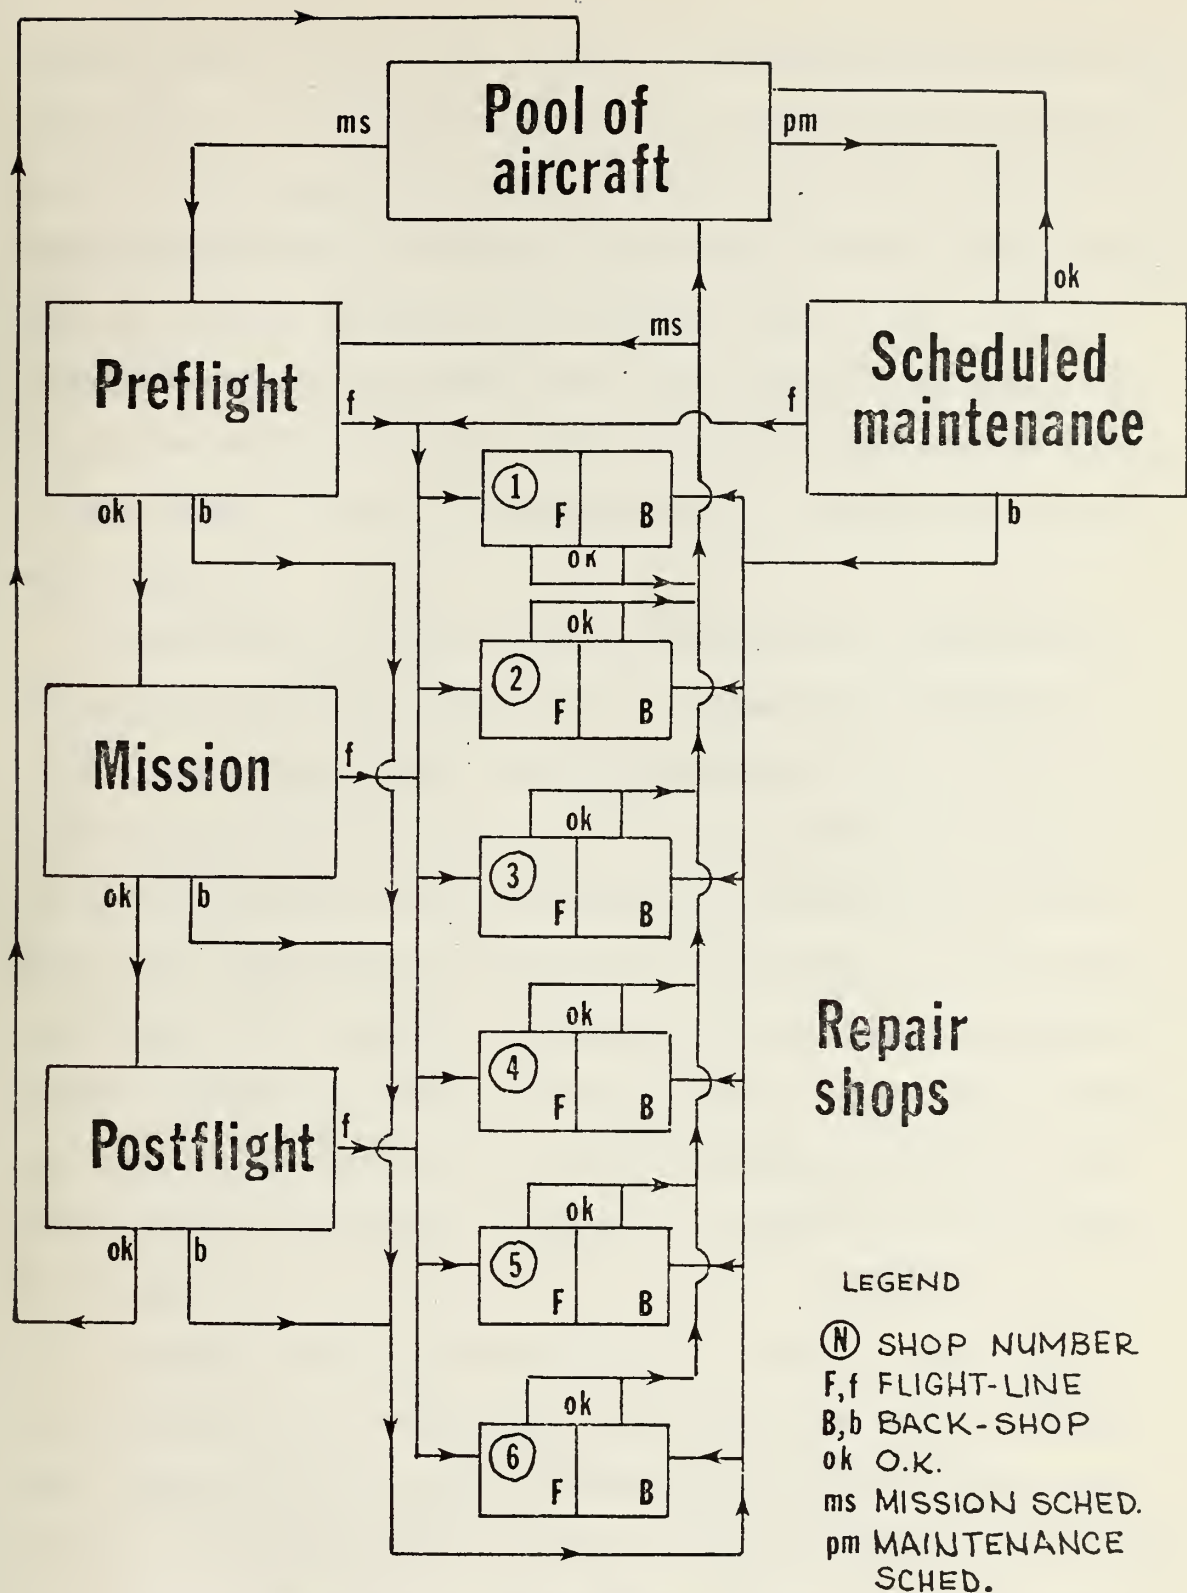 Pool of
aircraft
ms
pm
ok
Preflight
ms
Scheduled
maintenance
f
f
ok
b
b
1
F
B
OK
ok
2
F
B
Mission
f
ok
3
F
B
ok
b
ok
4
F
B
Repair
shops
Postflight
f
ok
5
F
B
ok
b
ok
6
F
B
LEGEND
N SHOP NUMBER
F,f FLIGHT-LINE
B,b BACK-SHOP
ok O.K.
ms MISSION SCHED.
pm MAINTENANCE
SCHED.